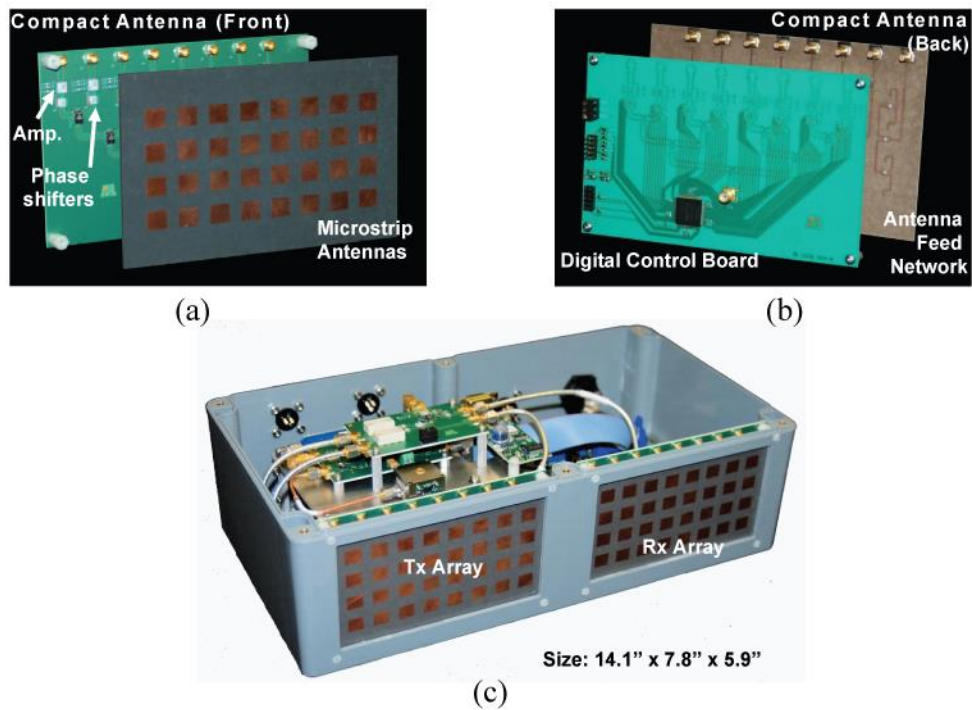 Compact Antenna (Front)
Amp.
Phase
shifters
Microstrip
Antennas
(a)
Compact Antenna
(Back)
Digital Control Board
Antenna
Feed
Network
(b)
Tx Array
Rx Array
Size: 14.1” x 7.8” x 5.9”
(c)